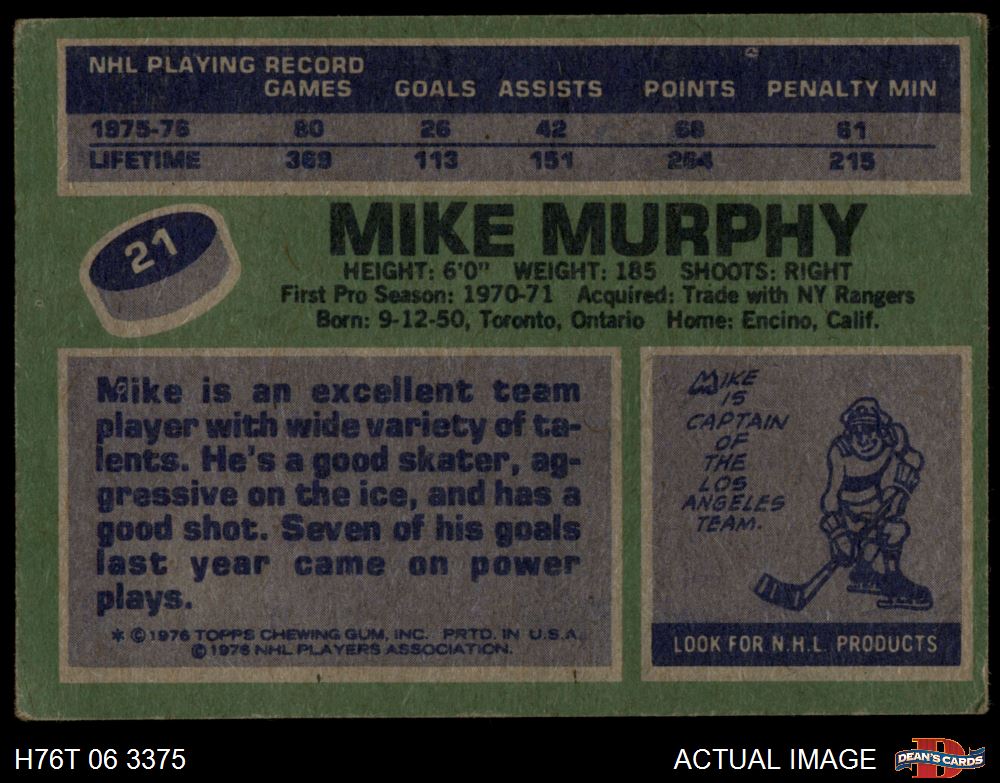 NHL PLAYING RECORD
GAMES GOALS ASSISTS POINTS PENALTY MIN
1975-76 80 26 42 68 61
LIFETIME 369 113 151 264 215
21
MIKE MURPHY
HEIGHT: 6'0" WEIGHT: 185 SHOOTS: RIGHT
First Pro Season: 1970-71 Acquired: Trade with NY Rangers
Born: 9-12-50, Toronto, Ontario Home: Encino, Calif.
Mike is an excellent team
player with wide variety of ta-
lents. He's a good skater, ag-
gressive on the ice, and has a
good shot. Seven of his goals
last year came on power
plays.
* © 1976 TOPPS CHEWING GUM, INC. PRTD. IN U.S.A.
© 1976 NHL PLAYERS ASSOCIATION.
MIKE
IS
CAPTAIN
OF
THE
LOS
ANGELES
TEAM.
LOOK FOR N.H.L. PRODUCTS
H76T 06 3375
ACTUAL IMAGE
DEAN'S CARDS